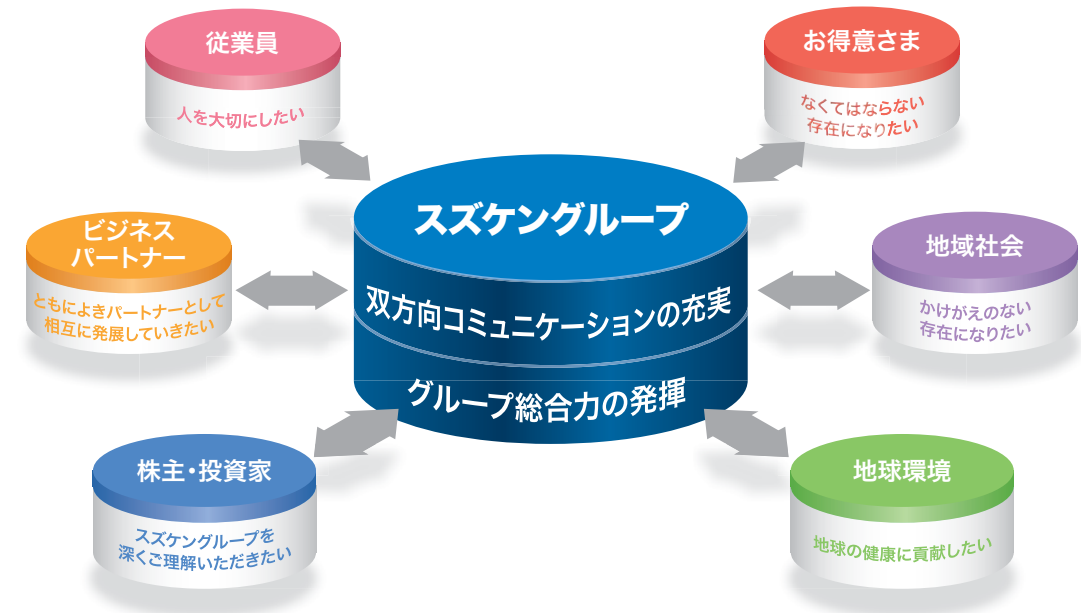 従業員
人を大切にしたい
お得意さま
なくてはならない
存在になりたい
スズケングループ
双方向コミュニケーションの充実
グループ総合力の発揮
ビジネス
パートナー
ともによきパートナーとして
相互に発展していきたい
地域社会
かけがえのない
存在になりたい
株主・投資家
スズケングループを
深くご理解いただきたい
地球環境
地球の健康に貢献したい